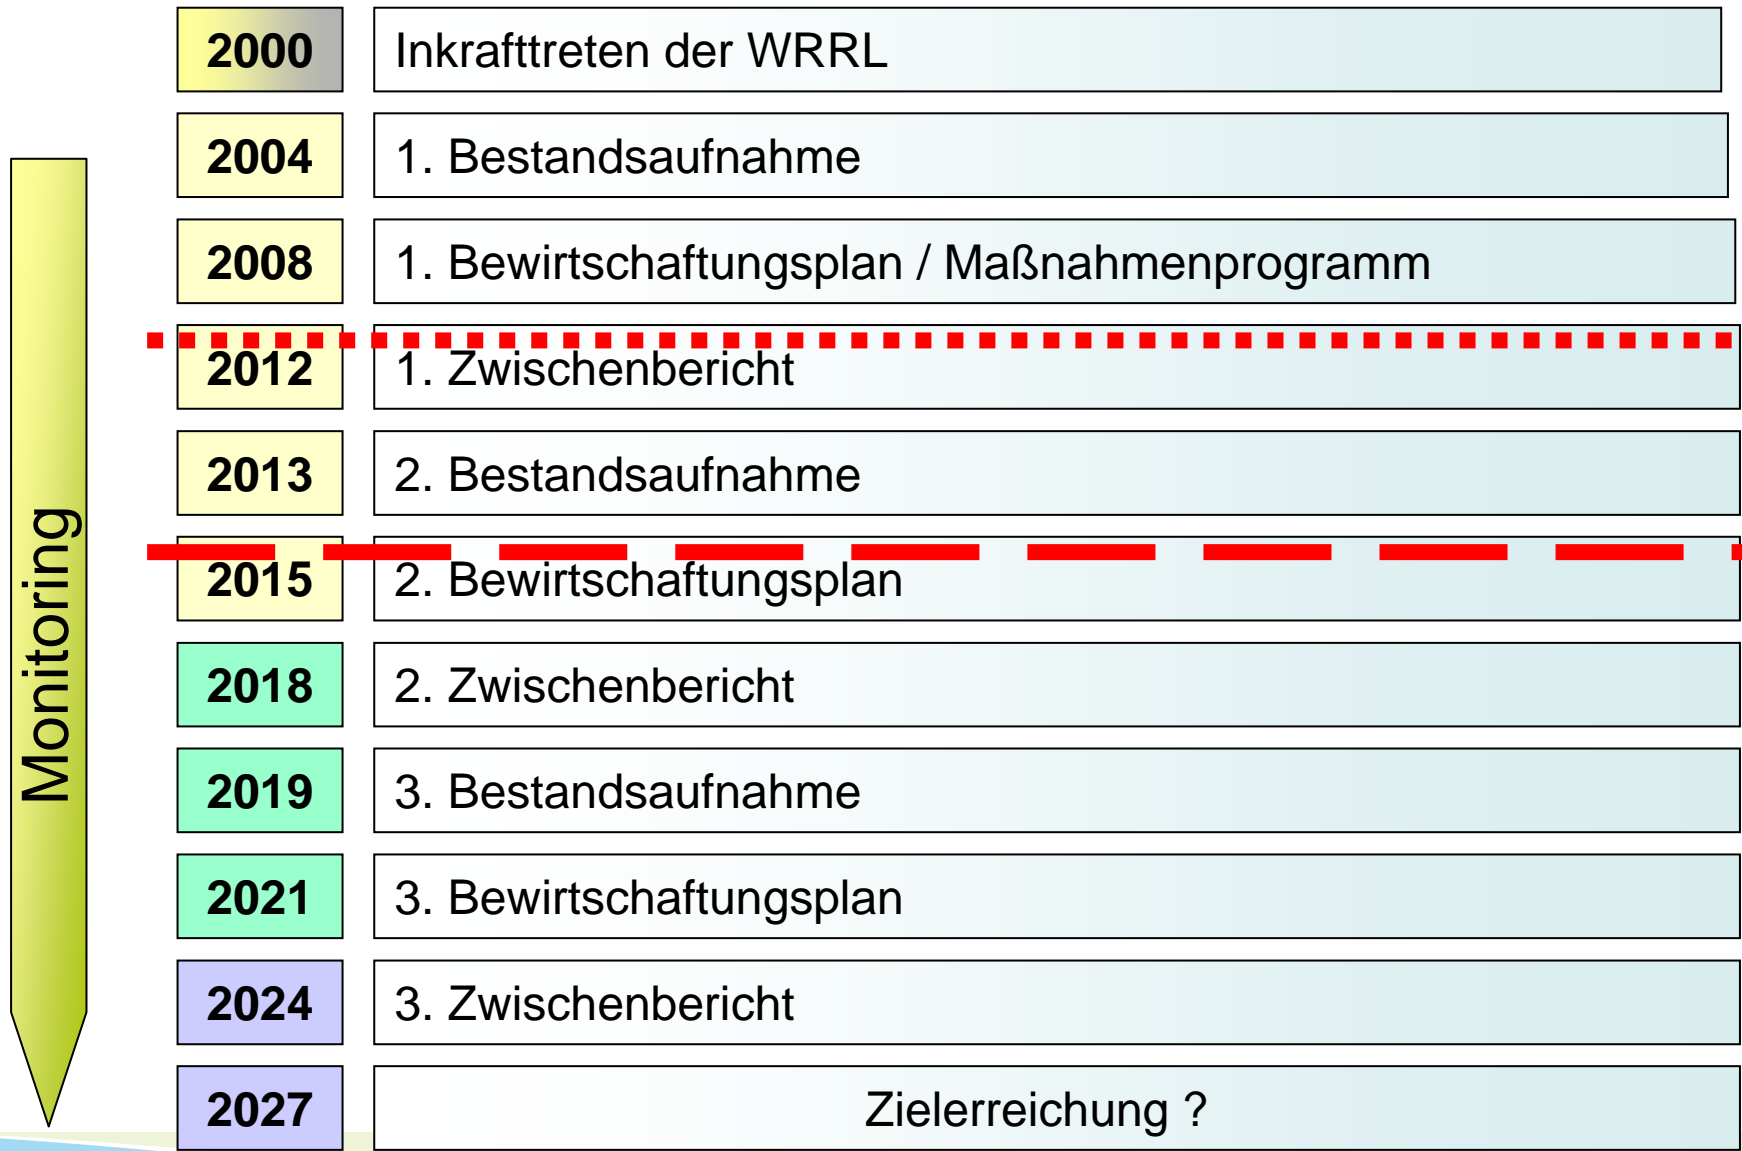 2000 Inkrafttreten der WRRL
2004 1. Bestandsaufnahme
2008 1. Bewirtschaftungsplan / Maßnahmenprogramm
2012 1. Zwischenbericht
2013 2. Bestandsaufnahme
2015 2. Bewirtschaftungsplan
2018 2. Zwischenbericht
2019 3. Bestandsaufnahme
2021 3. Bewirtschaftungsplan
2024 3. Zwischenbericht
2027 Zielerreichung ?
Monitoring